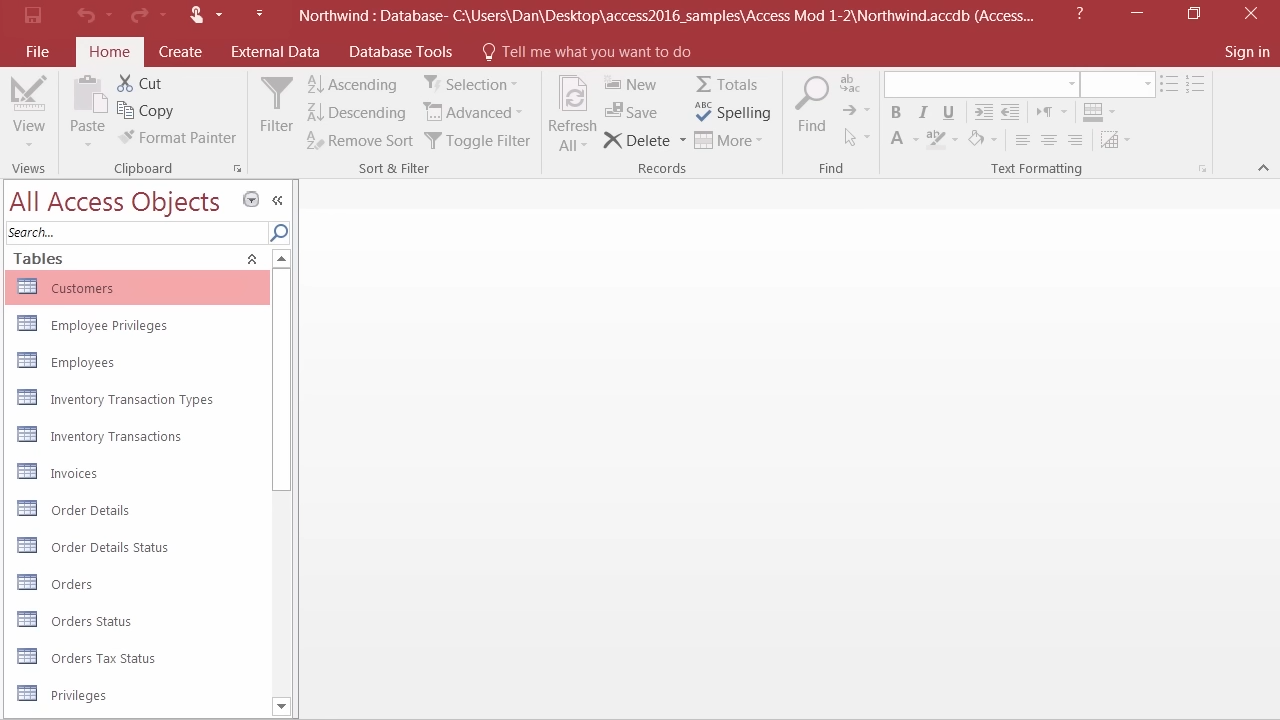 Northwind : Database- C:\Users\Dan\Desktop\access2016_samples\Access Mod 1-2\Northwind.accdb (Access... ?
File Home Create External Data Database Tools Tell me what you want to do Sign in
View
Views
Paste
Cut
Copy
Format Painter
Clipboard
Filter
Ascending
Descending
Remove Sort
Selection
Advanced
Toggle Filter
Sort & Filter
Refresh
All
New
Save
Delete
Totals
ABC
Spelling
More
Records
Find
ab
ac
Find
B I U
A ab
Text Formatting
All Access Objects
Search...
Tables
Customers
Employee Privileges
Employees
Inventory Transaction Types
Inventory Transactions
Invoices
Order Details
Order Details Status
Orders
Orders Status
Orders Tax Status
Privileges